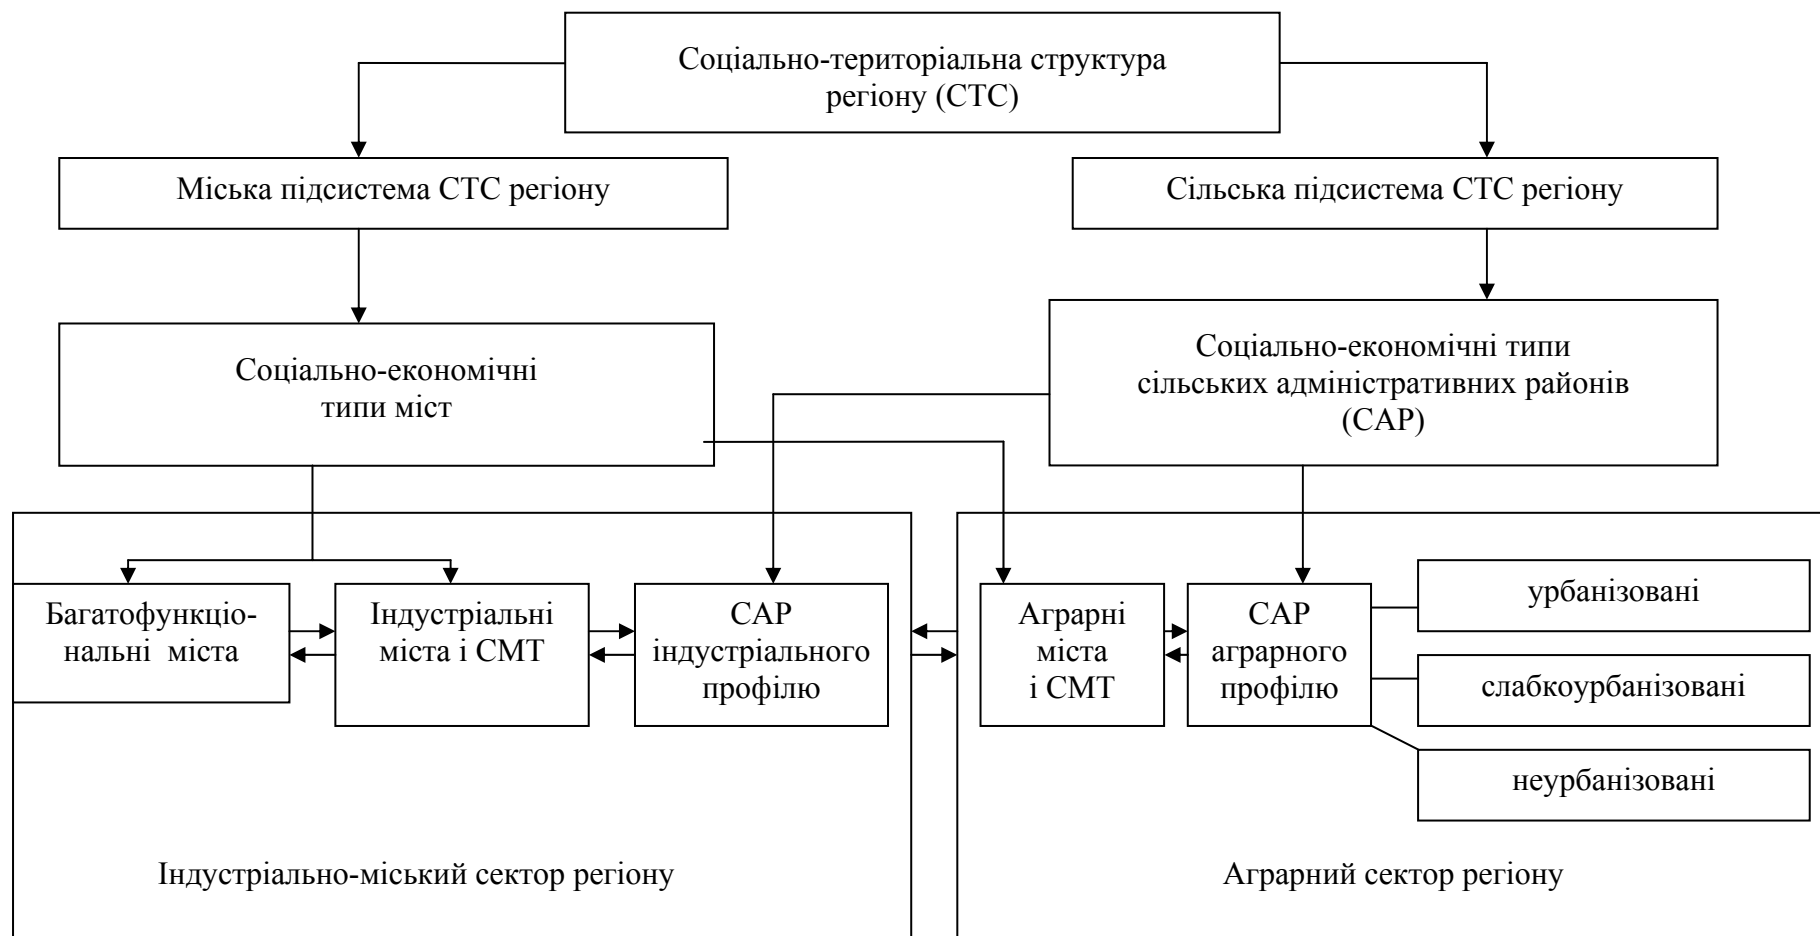 Соціально-територіальна структура
регіону (СТС)
Міська підсистема СТС регіону
Сільська підсистема СТС регіону
Соціально-економічні
типи міст
Соціально-економічні типи
сільських адміністративних районів
(САР)
Багатофункціо-
нальні міста
Індустріальні
міста і СМТ
САР
індустріального
профілю
Аграрні
міста
і СМТ
САР
аграрного
профілю
урбанізовані
слабкоурбанізовані
неурбанізовані
Індустріально-міський сектор регіону
Аграрний сектор регіону